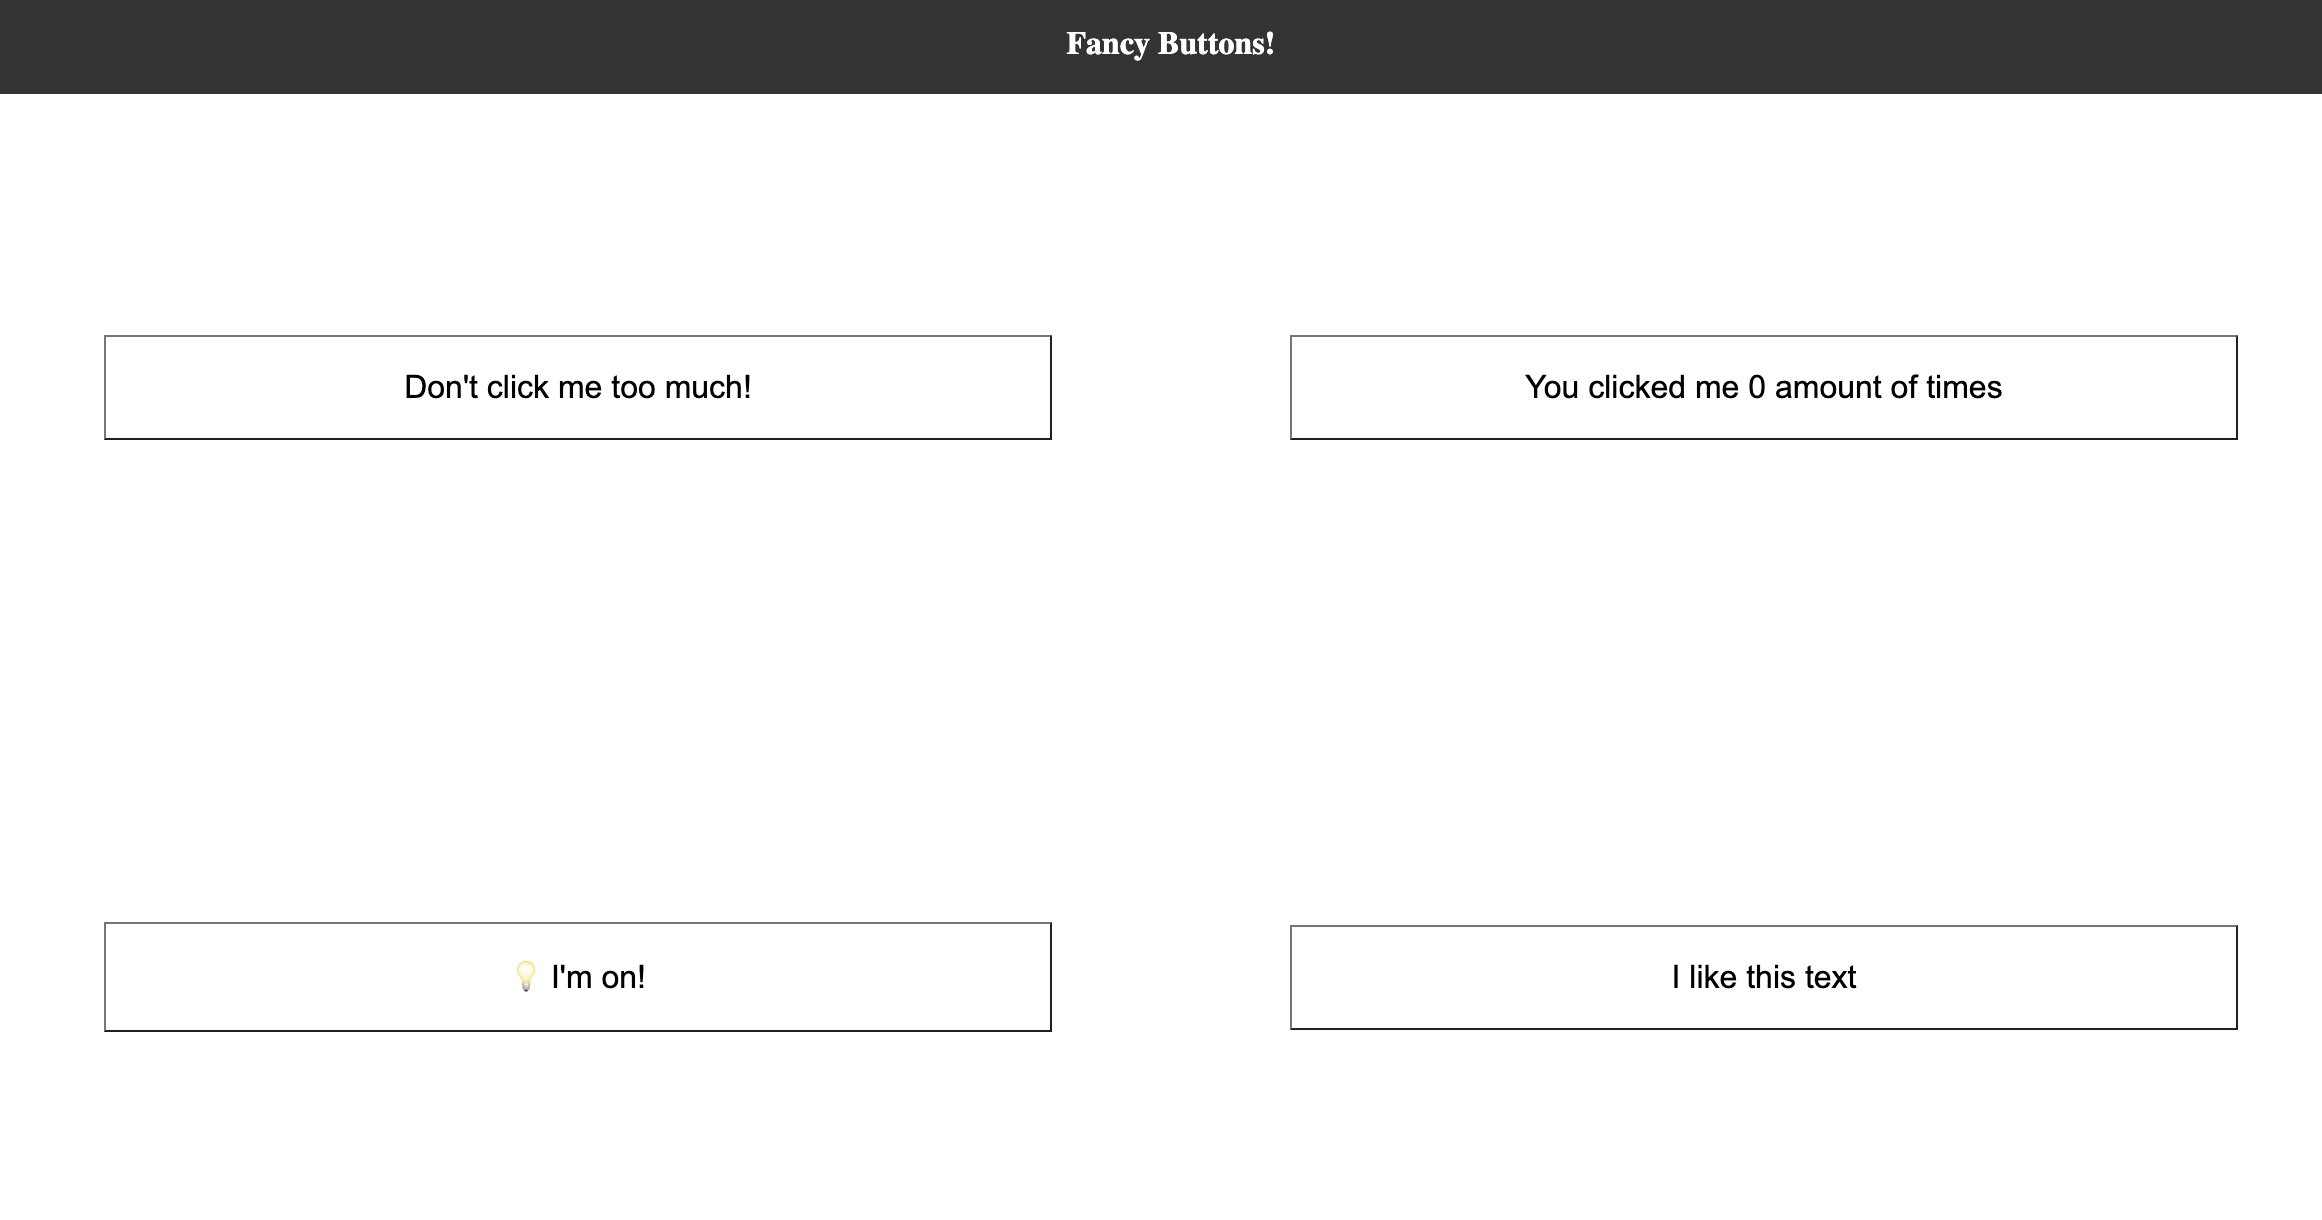 Fancy Buttons!
Don't click me too much!
You clicked me 0 amount of times
💡 I'm on!
I like this text